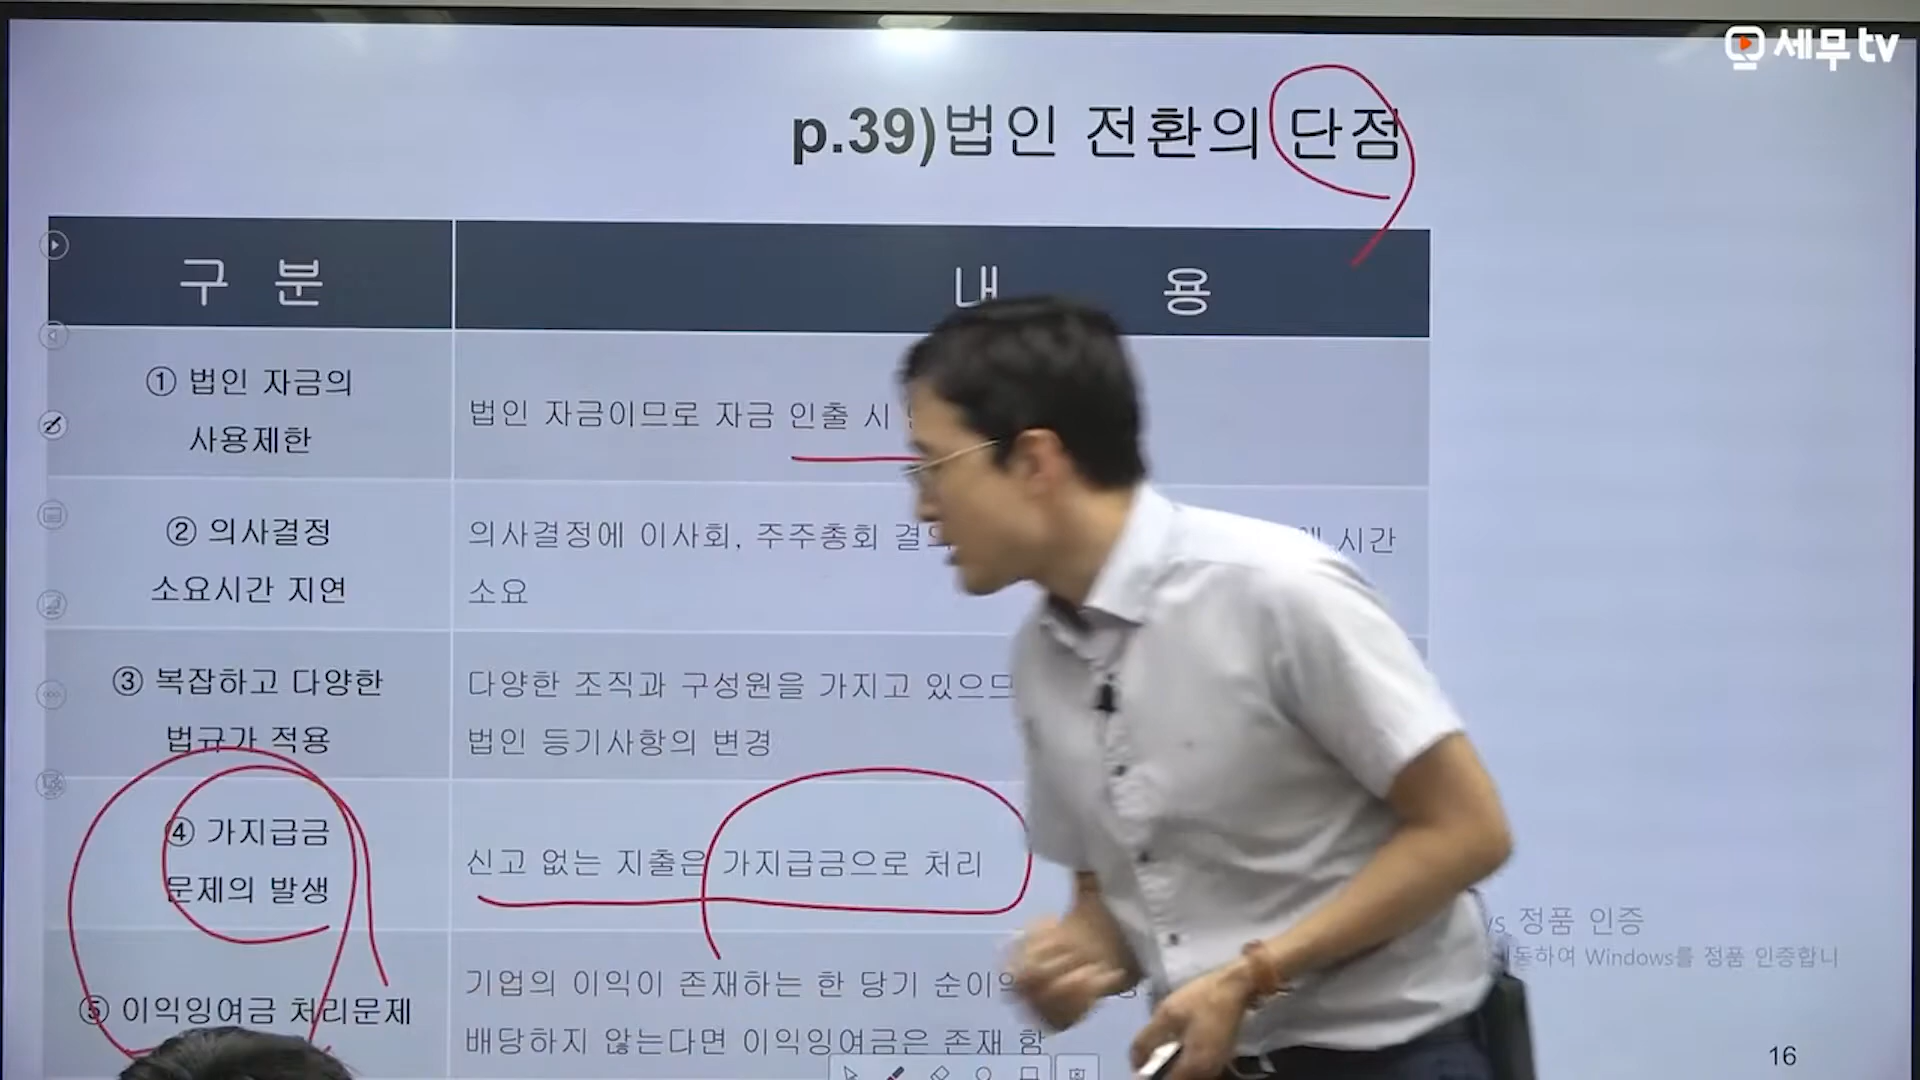 세무tv
p.39)법인 전환의 단점
구 분
내 용
① 법인 자금의
사용제한
법인 자금이므로 자금 인출 시
② 의사결정
소요시간 지연
의사결정에 이사회, 주주총회 시간
소요
③ 복잡하고 다양한
법규가 적용
다양한 조직과 구성원을 가지고
법인 등기사항의 변경
④ 가지급금
문제의 발생
신고 없는 지출은 가지급금으로 처리
⑤ 이익잉여금 처리문제
기업의 이익이 존재하는 한 당기
배당하지 않는다면 이익잉여금은 존재 함
정품 인증
Windows를 정품 인증합니
16